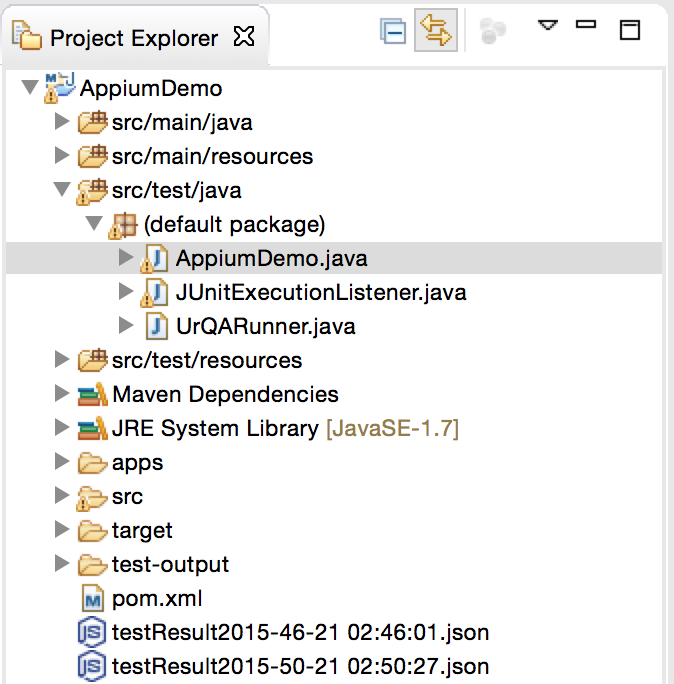 Project Explorer
AppiumDemo
src/main/java
src/main/resources
src/test/java
(default package)
AppiumDemo.java
JUnitExecutionListener.java
UrQARunner.java
src/test/resources
Maven Dependencies
JRE System Library [JavaSE-1.7]
apps
src
target
test-output
pom.xml
testResult2015-46-21 02:46:01.json
testResult2015-50-21 02:50:27.json